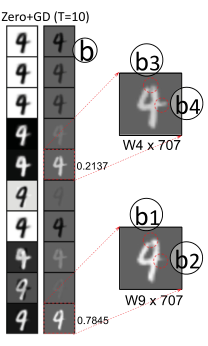 Zero+GD (T=10)
b
b3
b4
W4 x 707
0.2137
b1
b2
W9 x 707
0.7845